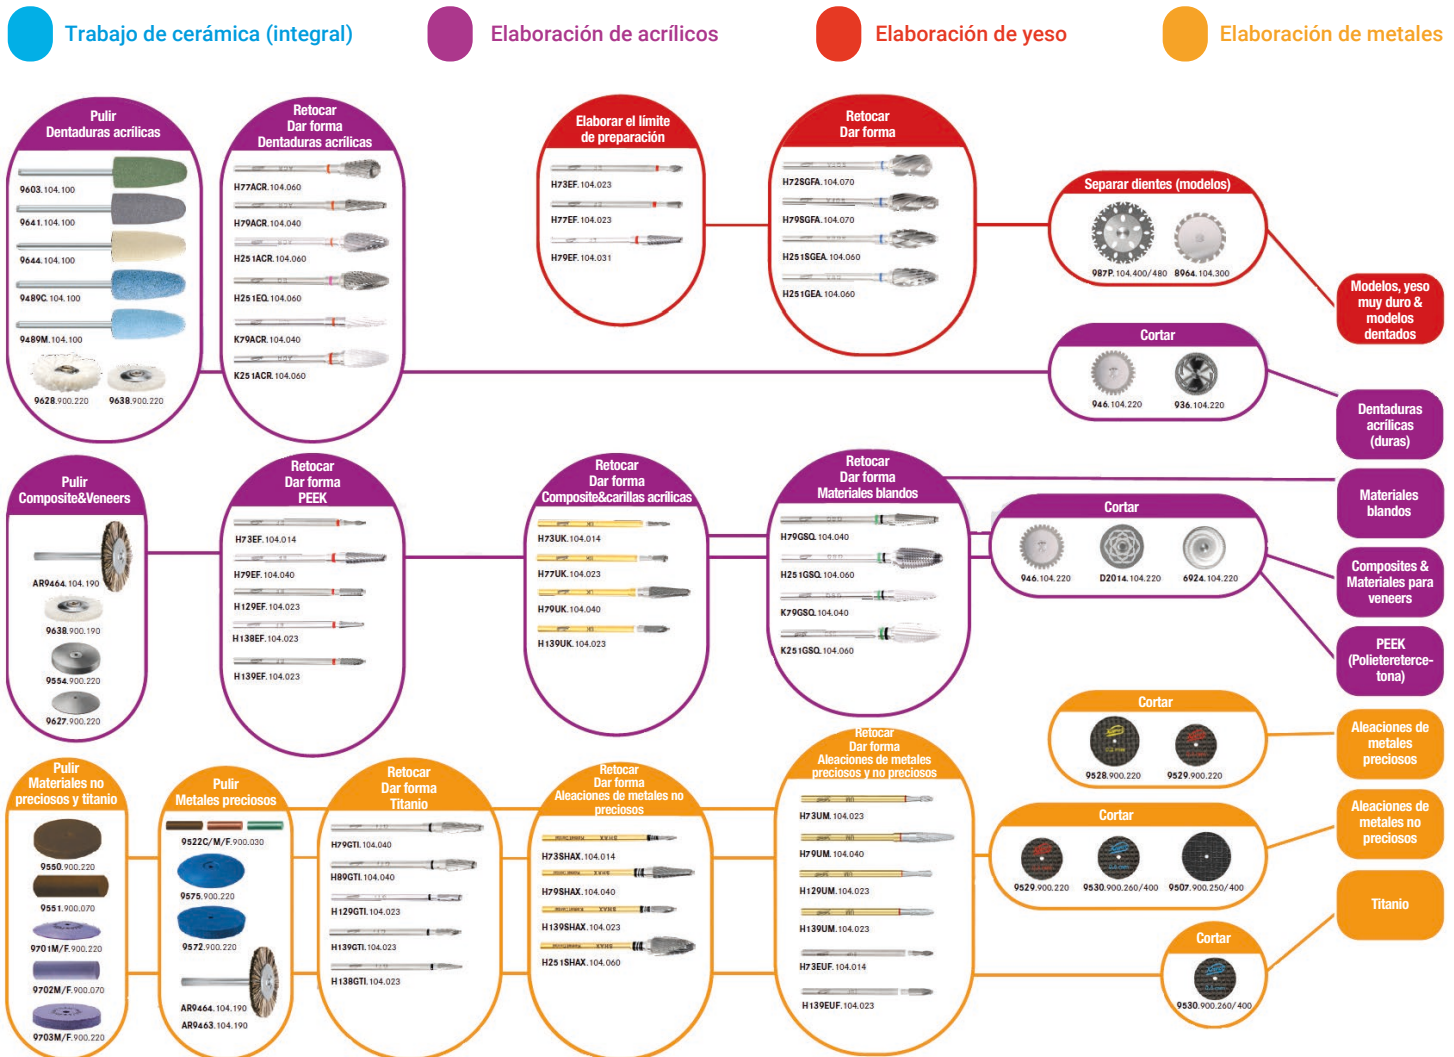 Trabajo de cerámica (integral)
Elaboración de acrílicos
Elaboración de yeso
Elaboración de metales
Pulir
Dentaduras acrílicas
9603.104.100
9641.104.100
9644.104.100
9489C.104.100
9489M.104.100
9628.900.220
9638.900.220
Retocar
Dar forma
Dentaduras acrílicas
H77ACR.104.060
H79ACR.104.040
H251ACR.104.060
H251EQ.104.060
K79ACR.104.040
K251ACR.104.060
Elaborar el límite
de preparación
H73EF.104.023
H77EF.104.023
H79EF.104.031
Retocar
Dar forma
H72SGFA.104.070
H79SGFA.104.070
H251SGEA.104.060
H251GEA.104.060
Separar dientes (modelos)
987P.104.400/480
8964.104.300
Modelos, yeso
muy duro &
modelos
dentados
Cortar
946.104.220
936.104.220
Dentaduras
acrílicas
(duras)
Pulir
Composite&Veneers
AR9464.104.190
9638.900.190
9554.900.220
9627.900.220
Retocar
Dar forma
PEEK
H73EF.104.014
H79EF.104.040
H129EF.104.023
H138EF.104.023
H139EF.104.023
Retocar
Dar forma
Composite&carillas acrílicas
H73UK.104.014
H77UK.104.023
H79UK.104.040
H139UK.104.023
Retocar
Dar forma
Materiales blandos
H79GSQ.104.040
H251GSQ.104.060
K79GSQ.104.040
K251GSQ.104.060
Cortar
946.104.220
D2014.104.220
6924.104.220
Materiales
blandos
Composites &
Materiales para
veneers
PEEK
(Polietereterce-
tona)
Pulir
Materiales no
preciosos y titanio
9550.900.220
9551.900.070
9701M/F.900.220
9702M/F.900.070
9703M/F.900.220
Pulir
Metales preciosos
9522C/M/F.900.030
9575.900.220
9572.900.220
AR9464.104.190
AR9463.104.190
Retocar
Dar forma
Titanio
H79GTI.104.040
H89GTI.104.040
H129GTI.104.023
H139GTI.104.023
H138GTI.104.023
Retocar
Dar forma
Aleaciones de metales no
preciosos
H73SHAX.104.014
H79SHAX.104.040
H139SHAX.104.023
H251SHAX.104.060
Retocar
Dar forma
Aleaciones de metales
preciosos y no preciosos
H73UM.104.023
H79UM.104.040
H129UM.104.023
H139UM.104.023
H73EUF.104.014
H139EUF.104.023
Cortar
9528.900.220
9529.900.220
Aleaciones de
metales
preciosos
Cortar
9529.900.220
9530.900.260/400
9507.900.250/400
Aleaciones de
metales no
preciosos
Cortar
9530.900.260/400
Titanio